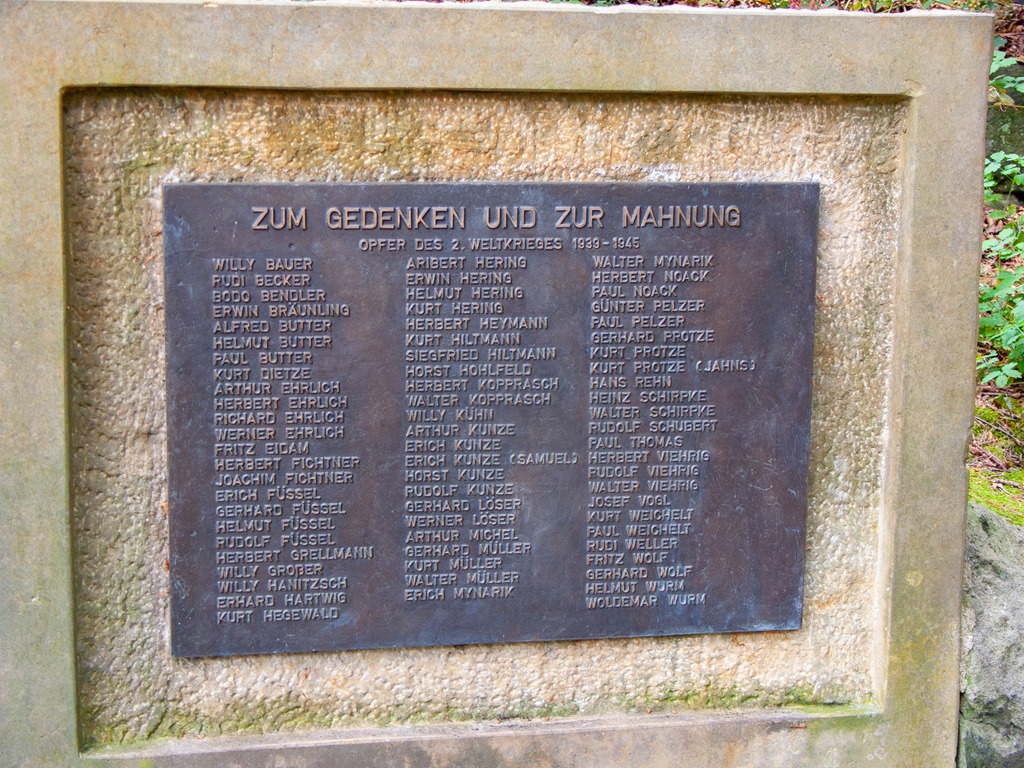 ZUM GEDENKEN UND ZUR MAHNUNG
OPFER DES 2. WELTKRIEGES 1939-1945
WILLY BAUER
RUDI BECKER
BODO BENDLER
ERWIN BRÄUNLING
ALFRED BUTTER
HELMUT BUTTER
PAUL BUTTER
KURT DIETZE
ARTHUR EHRLICH
HERBERT EHRLICH
RICHARD EHRLICH
WERNER EHRLICH
FRITZ EIDAM
HERBERT FICHTNER
JOACHIM FICHTNER
ERICH FÜSSEL
GERHARD FÜSSEL
HELMUT FÜSSEL
RUDOLF FÜSSEL
HERBERT GRELLMANN
WILLY GROßER
WILLY HANITZSCH
ERHARD HARTWIG
KURT HEGEWALD
ARIBERT HERING
ERWIN HERING
HELMUT HERING
KURT HERING
HERBERT HEYMANN
KURT HILTMANN
SIEGFRIED HILTMANN
HORST HOHLFELD
HERBERT KOPPRASCH
WALTER KOPPRASCH
WILLY KÜHN
ARTHUR KUNZE
ERICH KUNZE
ERICH KUNZE (SAMUEL)
HORST KUNZE
RUDOLF KUNZE
GERHARD LÖSER
WERNER LÖSER
ARTHUR MICHEL
GERHARD MÜLLER
KURT MÜLLER
WALTER MÜLLER
ERICH MYNARIK
WALTER MYNARIK
HERBERT NOACK
PAUL NOACK
GÜNTER PELZER
PAUL PELZER
GERHARD PROTZE
KURT PROTZE
KURT PROTZE (JAHNS)
HANS REHN
HEINZ SCHIRPKE
WALTER SCHIRPKE
RUDOLF SCHUBERT
PAUL THOMAS
HERBERT VIEHRIG
RUDOLF VIEHRIG
WALTER VIEHRIG
JOSEF VOGL
KURT WEICHELT
PAUL WEICHELT
RUDI WELLER
FRITZ WOLF
GERHARD WOLF
HELMUT WURM
WOLDEMAR WURM